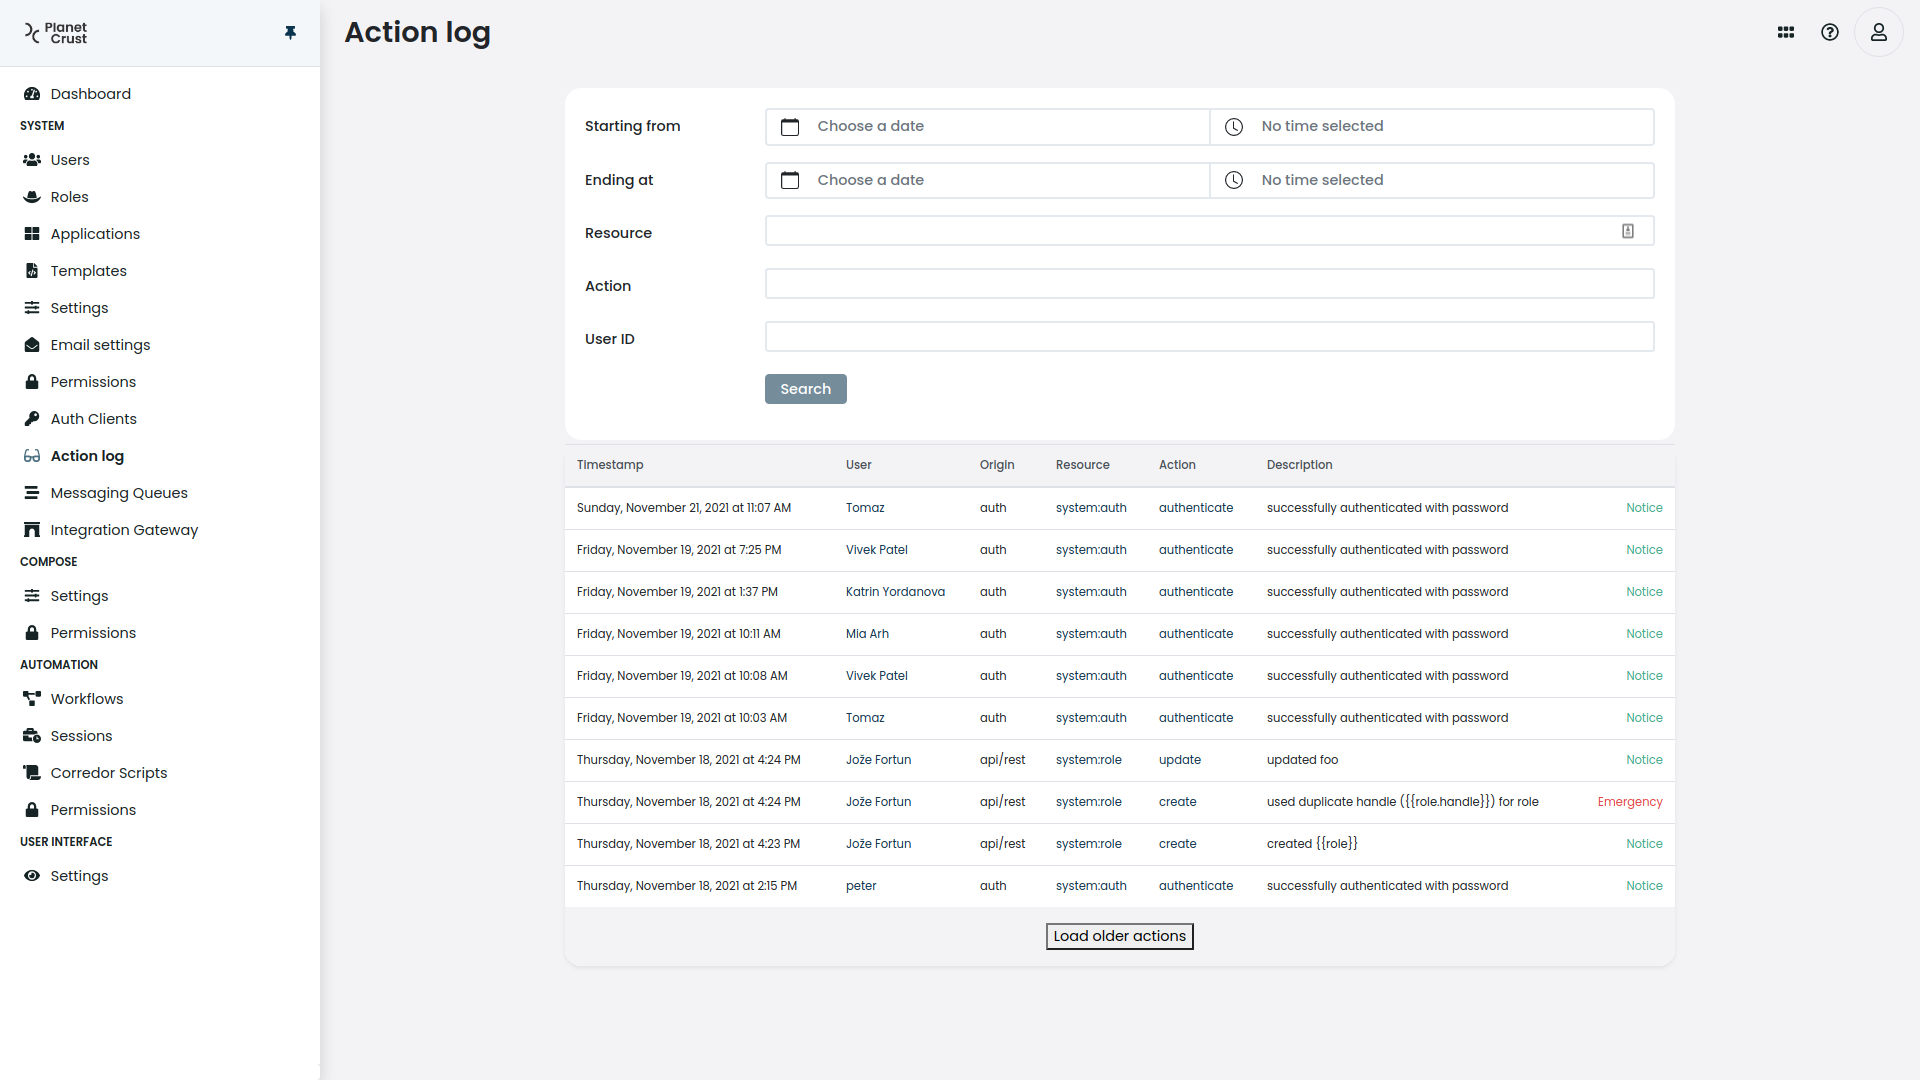 Planet
Crust
Action log
Dashboard
SYSTEM
Users
Roles
Applications
Templates
Settings
Email settings
Permissions
Auth Clients
Action log
Messaging Queues
Integration Gateway
COMPOSE
Settings
Permissions
AUTOMATION
Workflows
Sessions
Corredor Scripts
Permissions
USER INTERFACE
Settings
Starting from Choose a date No time selected
Ending at Choose a date No time selected
Resource
Action
User ID
Search
Timestamp User Origin Resource Action Description
Sunday, November 21, 2021 at 11:07 AM Tomaz auth system:auth authenticate successfully authenticated with password Notice
Friday, November 19, 2021 at 7:25 PM Vivek Patel auth system:auth authenticate successfully authenticated with password Notice
Friday, November 19, 2021 at 1:37 PM Katrin Yordanova auth system:auth authenticate successfully authenticated with password Notice
Friday, November 19, 2021 at 10:11 AM Mia Arh auth system:auth authenticate successfully authenticated with password Notice
Friday, November 19, 2021 at 10:08 AM Vivek Patel auth system:auth authenticate successfully authenticated with password Notice
Friday, November 19, 2021 at 10:03 AM Tomaz auth system:auth authenticate successfully authenticated with password Notice
Thursday, November 18, 2021 at 4:24 PM Jože Fortun api/rest system:role update updated foo Notice
Thursday, November 18, 2021 at 4:24 PM Jože Fortun api/rest system:role create used duplicate handle ({{role.handle}}) for role Emergency
Thursday, November 18, 2021 at 4:23 PM Jože Fortun api/rest system:role create created {{role}} Notice
Thursday, November 18, 2021 at 2:15 PM peter auth system:auth authenticate successfully authenticated with password Notice
Load older actions